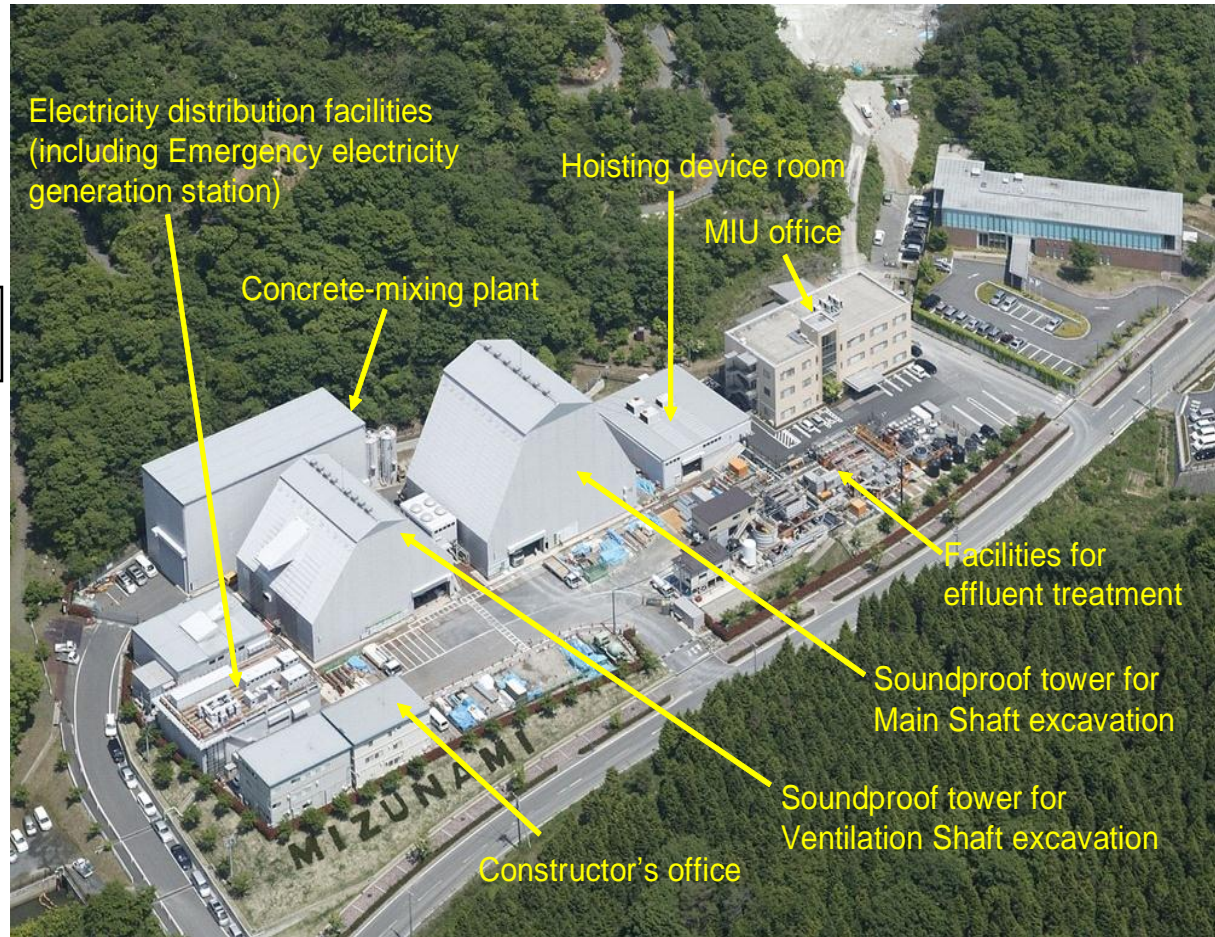 Electricity distribution facilities
(including Emergency electricity
generation station)
Hoisting device room
MIU office
Concrete-mixing plant
Facilities for
effluent treatment
Soundproof tower for
Main Shaft excavation
Soundproof tower for
Ventilation Shaft excavation
Constructor's office
MIZUNAMI